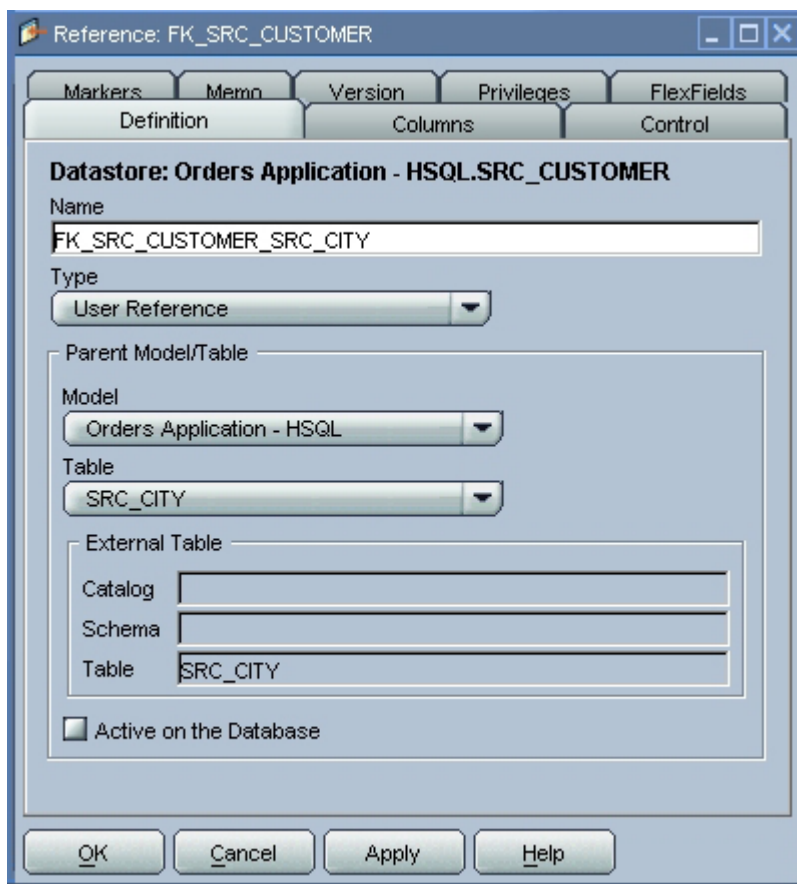 Reference: FK_SRC_CUSTOMER
Markers Memo Version Privileges FlexFields
Definition Columns Control
Datastore: Orders Application - HSQL.SRC_CUSTOMER
Name
FK_SRC_CUSTOMER_SRC_CITY
Type
User Reference
Parent Model/Table
Model
Orders Application - HSQL
Table
SRC_CITY
External Table
Catalog
Schema
Table SRC_CITY
Active on the Database
OK Cancel Apply Help